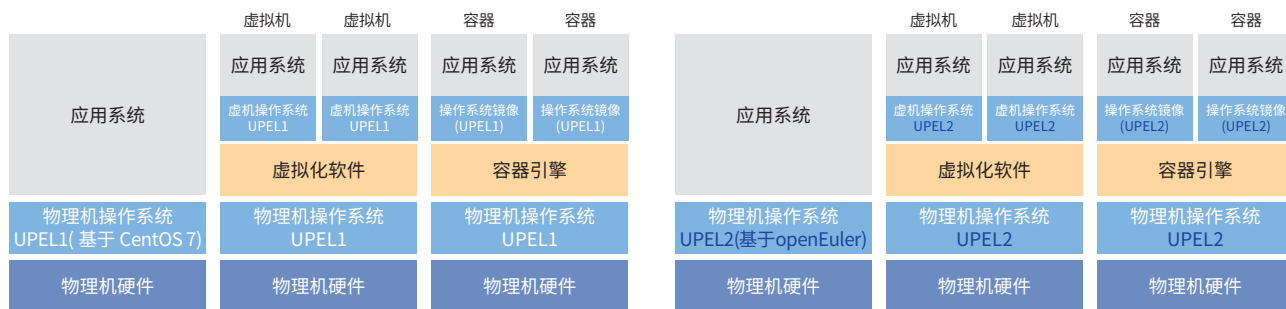 虚拟机
虚拟机
容器
容器
应用系统
应用系统
应用系统
应用系统
应用系统
虚机操作系统
UPEL1
虚机操作系统
UPEL1
操作系统镜像
(UPEL1)
操作系统镜像
(UPEL1)
虚拟化软件
容器引擎
物理机操作系统
UPEL1( 基于 CentOS 7)
物理机操作系统
UPEL1
物理机操作系统
UPEL1
物理机硬件
物理机硬件
物理机硬件
虚拟机
虚拟机
容器
容器
应用系统
应用系统
应用系统
应用系统
应用系统
虚机操作系统
UPEL2
虚机操作系统
UPEL2
操作系统镜像
(UPEL2)
操作系统镜像
(UPEL2)
虚拟化软件
容器引擎
物理机操作系统
UPEL2(基于openEuler)
物理机操作系统
UPEL2
物理机操作系统
UPEL2
物理机硬件
物理机硬件
物理机硬件